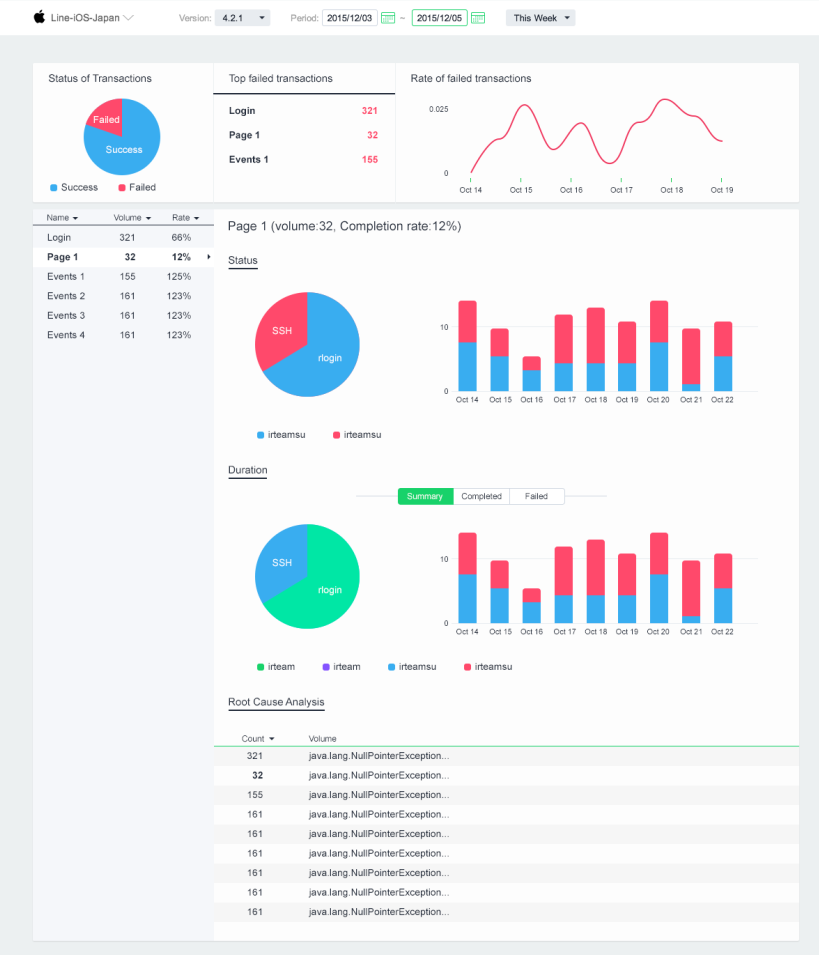 Line-iOS-Japan Version: 4.2.1 Period: 2015/12/03 – 2015/12/05 This Week
Status of Transactions
Failed
Success
Success Failed
Top failed transactions
Login 321
Page 1 32
Events 1 155
Rate of failed transactions
0.025
0
Oct 14 Oct 15 Oct 16 Oct 17 Oct 18 Oct 19
Name Volume Rate
Login 321 66%
Page 1 32 12%
Events 1 155 125%
Events 2 161 123%
Events 3 161 123%
Events 4 161 123%
Page 1 (volume:32, Completion rate:12%)
Status
SSH
rlogin
irteamsu irteamsu
10
0
Oct 14 Oct 15 Oct 16 Oct 17 Oct 18 Oct 19 Oct 20 Oct 21 Oct 22
Duration
Summary Completed Failed
SSH
rlogin
10
0
Oct 14 Oct 15 Oct 16 Oct 17 Oct 18 Oct 19 Oct 20 Oct 21 Oct 22
irteam irteam irteamsu irteamsu
Root Cause Analysis
Count Volume
321 java.lang.NullPointerException...
32 java.lang.NullPointerException...
155 java.lang.NullPointerException...
161 java.lang.NullPointerException...
161 java.lang.NullPointerException...
161 java.lang.NullPointerException...
161 java.lang.NullPointerException...
161 java.lang.NullPointerException...
161 java.lang.NullPointerException...